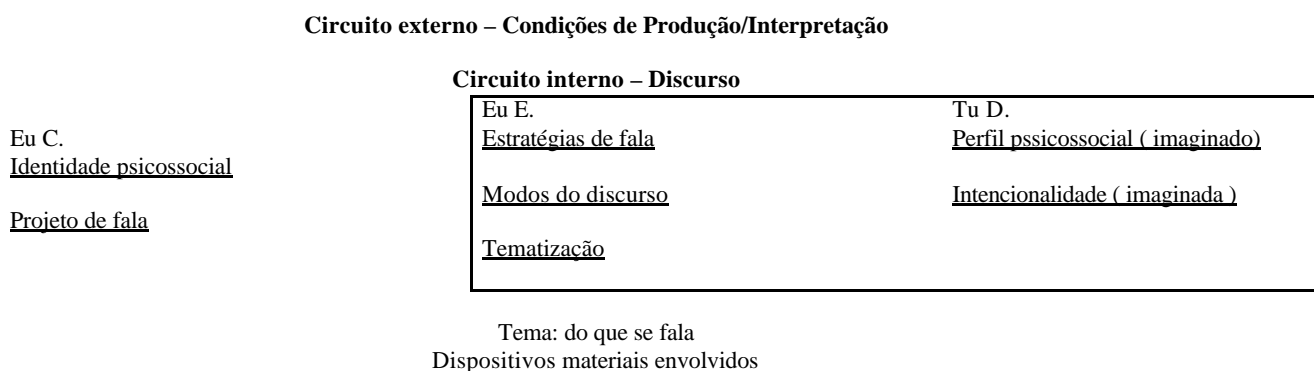 Circuito externo – Condições de Produção/Interpretação
Circuito interno – Discurso
Eu E. Tu D.
Eu C. Estratégias de fala Perfil pssicossocial ( imaginado)
Identidade psicossocial
Modos do discurso Intencionalidade ( imaginada )
Projeto de fala
Tematização
Tema: do que se fala
Dispositivos materiais envolvidos